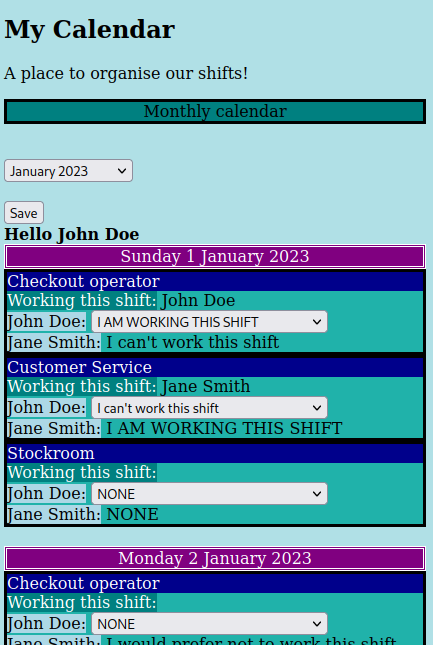 My Calendar
A place to organise our shifts!
Monthly calendar
January 2023
Save
Hello John Doe
Sunday 1 January 2023
Checkout operator
Working this shift: John Doe
John Doe: I AM WORKING THIS SHIFT
Jane Smith: I can't work this shift
Customer Service
Working this shift: Jane Smith
John Doe: I can't work this shift
Jane Smith: I AM WORKING THIS SHIFT
Stockroom
Working this shift:
John Doe: NONE
Jane Smith: NONE
Monday 2 January 2023
Checkout operator
Working this shift:
John Doe: NONE
Jane Smith: I would prefer not to work this shift